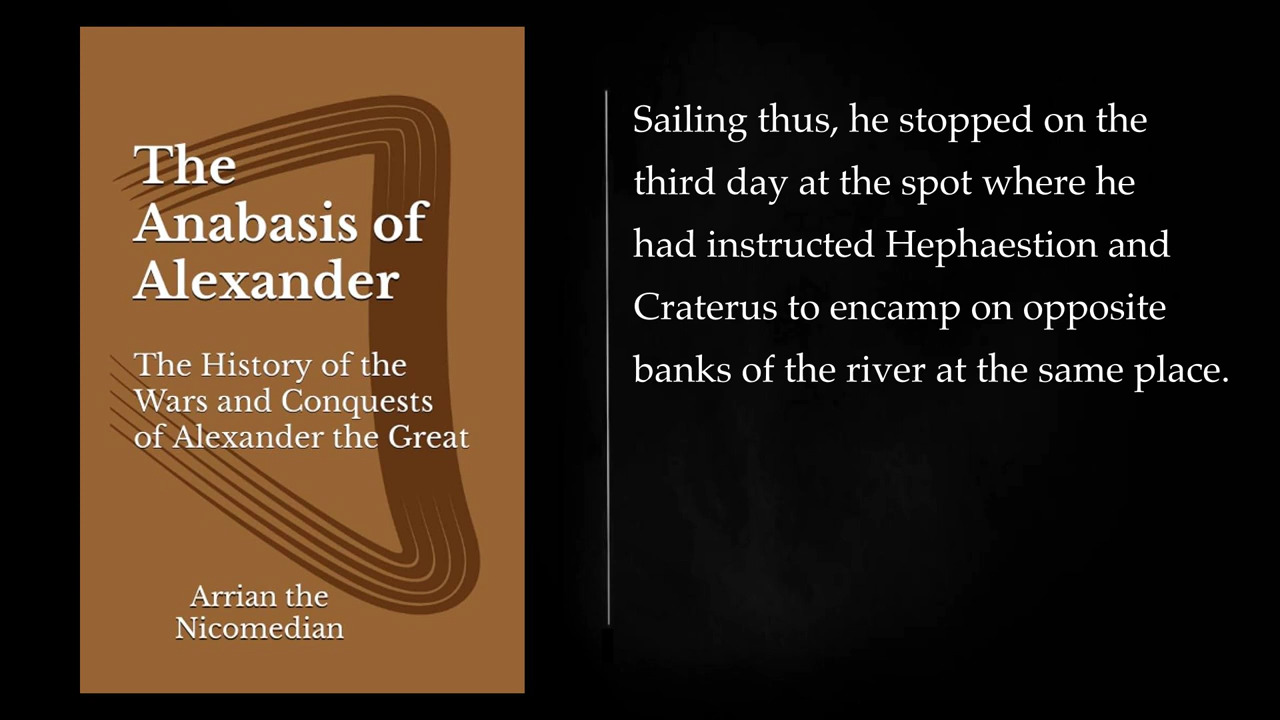 The
Anabasis of
Alexander
The History of the
Wars and Conquests
of Alexander the Great
Arrian the
Nicomedian
Sailing thus, he stopped on the
third day at the spot where he
had instructed Hephaestion and
Craterus to encamp on opposite
banks of the river at the same place.